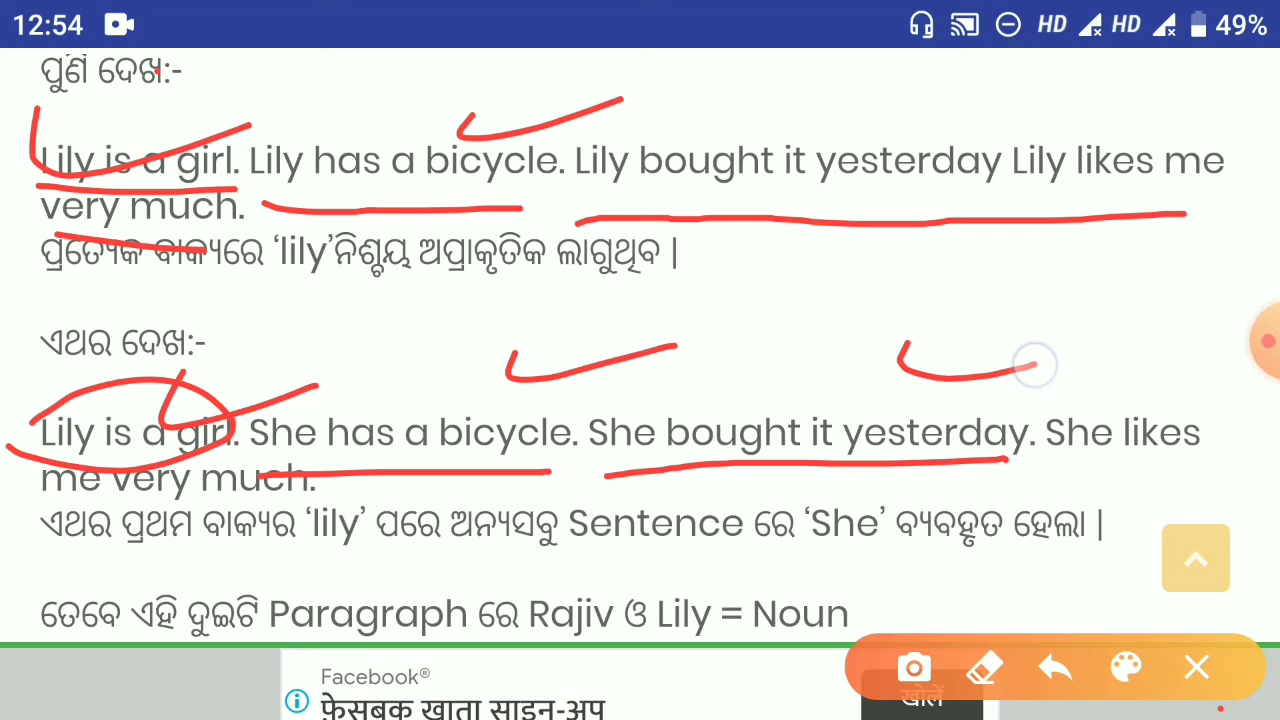 12:54 HD HD 49%
ପୁଣି ଦେଖ:-
Lily is a girl. Lily has a bicycle. Lily bought it yesterday Lily likes me
very much.
ପ୍ରତ୍ୟେକ ବାକ୍ୟରେ ‘lily’ନିଶ୍ଚୟ ଅପ୍ରାକୃତିକ ଲାଗୁଥିବ |
ଏଥର ଦେଖ:-
Lily is a girl. She has a bicycle. She bought it yesterday. She likes
me very much.
ଏଥର ପ୍ରଥମ ବାକ୍ୟର ‘lily’ ପରେ ଅନ୍ୟସବୁ Sentence ରେ ‘She’ ବ୍ୟବହୃତ ହେଲା |
ତେବେ ଏହି ଦୁଇଟି Paragraph ରେ Rajiv ଓ Lily = Noun
Facebook®
फ़ेसबुक खाता साइन-अप
खोलें